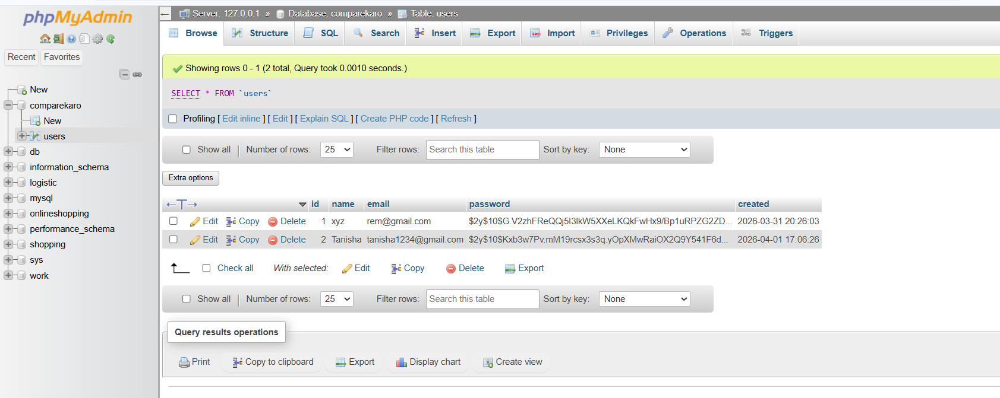 phpMyAdmin
Recent Favorites
New
comparekaro
New
users
db
information_schema
logistic
mysql
onlineshopping
performance_schema
shopping
sys
work
Server: 127.0.0.1 » Database: comparekaro » Table: users
Browse Structure SQL Search Insert Export Import Privileges Operations Triggers
Showing rows 0 - 1 (2 total, Query took 0.0010 seconds.)
SELECT * FROM `users`
Profiling [ Edit inline ] [ Edit ] [ Explain SQL ] [ Create PHP code ] [ Refresh ]
Show all Number of rows: 25 Filter rows: Search this table Sort by key: None
Extra options
←T→ id name email password created
Edit Copy Delete 1 xyz rem@gmail.com $2y$10$G.V2zhFReQQj5I3lkW5XXeLKQkFwHx9/Bp1uRPZG2ZD... 2026-03-31 20:26:03
Edit Copy Delete 2 Tanisha tanisha1234@gmail.com $2y$10$Kxb3w7Pv.mM19rcsx3s3q.yOpXMwRaiOX2Q9Y541F6d... 2026-04-01 17:06:26
Check all With selected: Edit Copy Delete Export
Show all Number of rows: 25 Filter rows: Search this table Sort by key: None
Query results operations
Print Copy to clipboard Export Display chart Create view